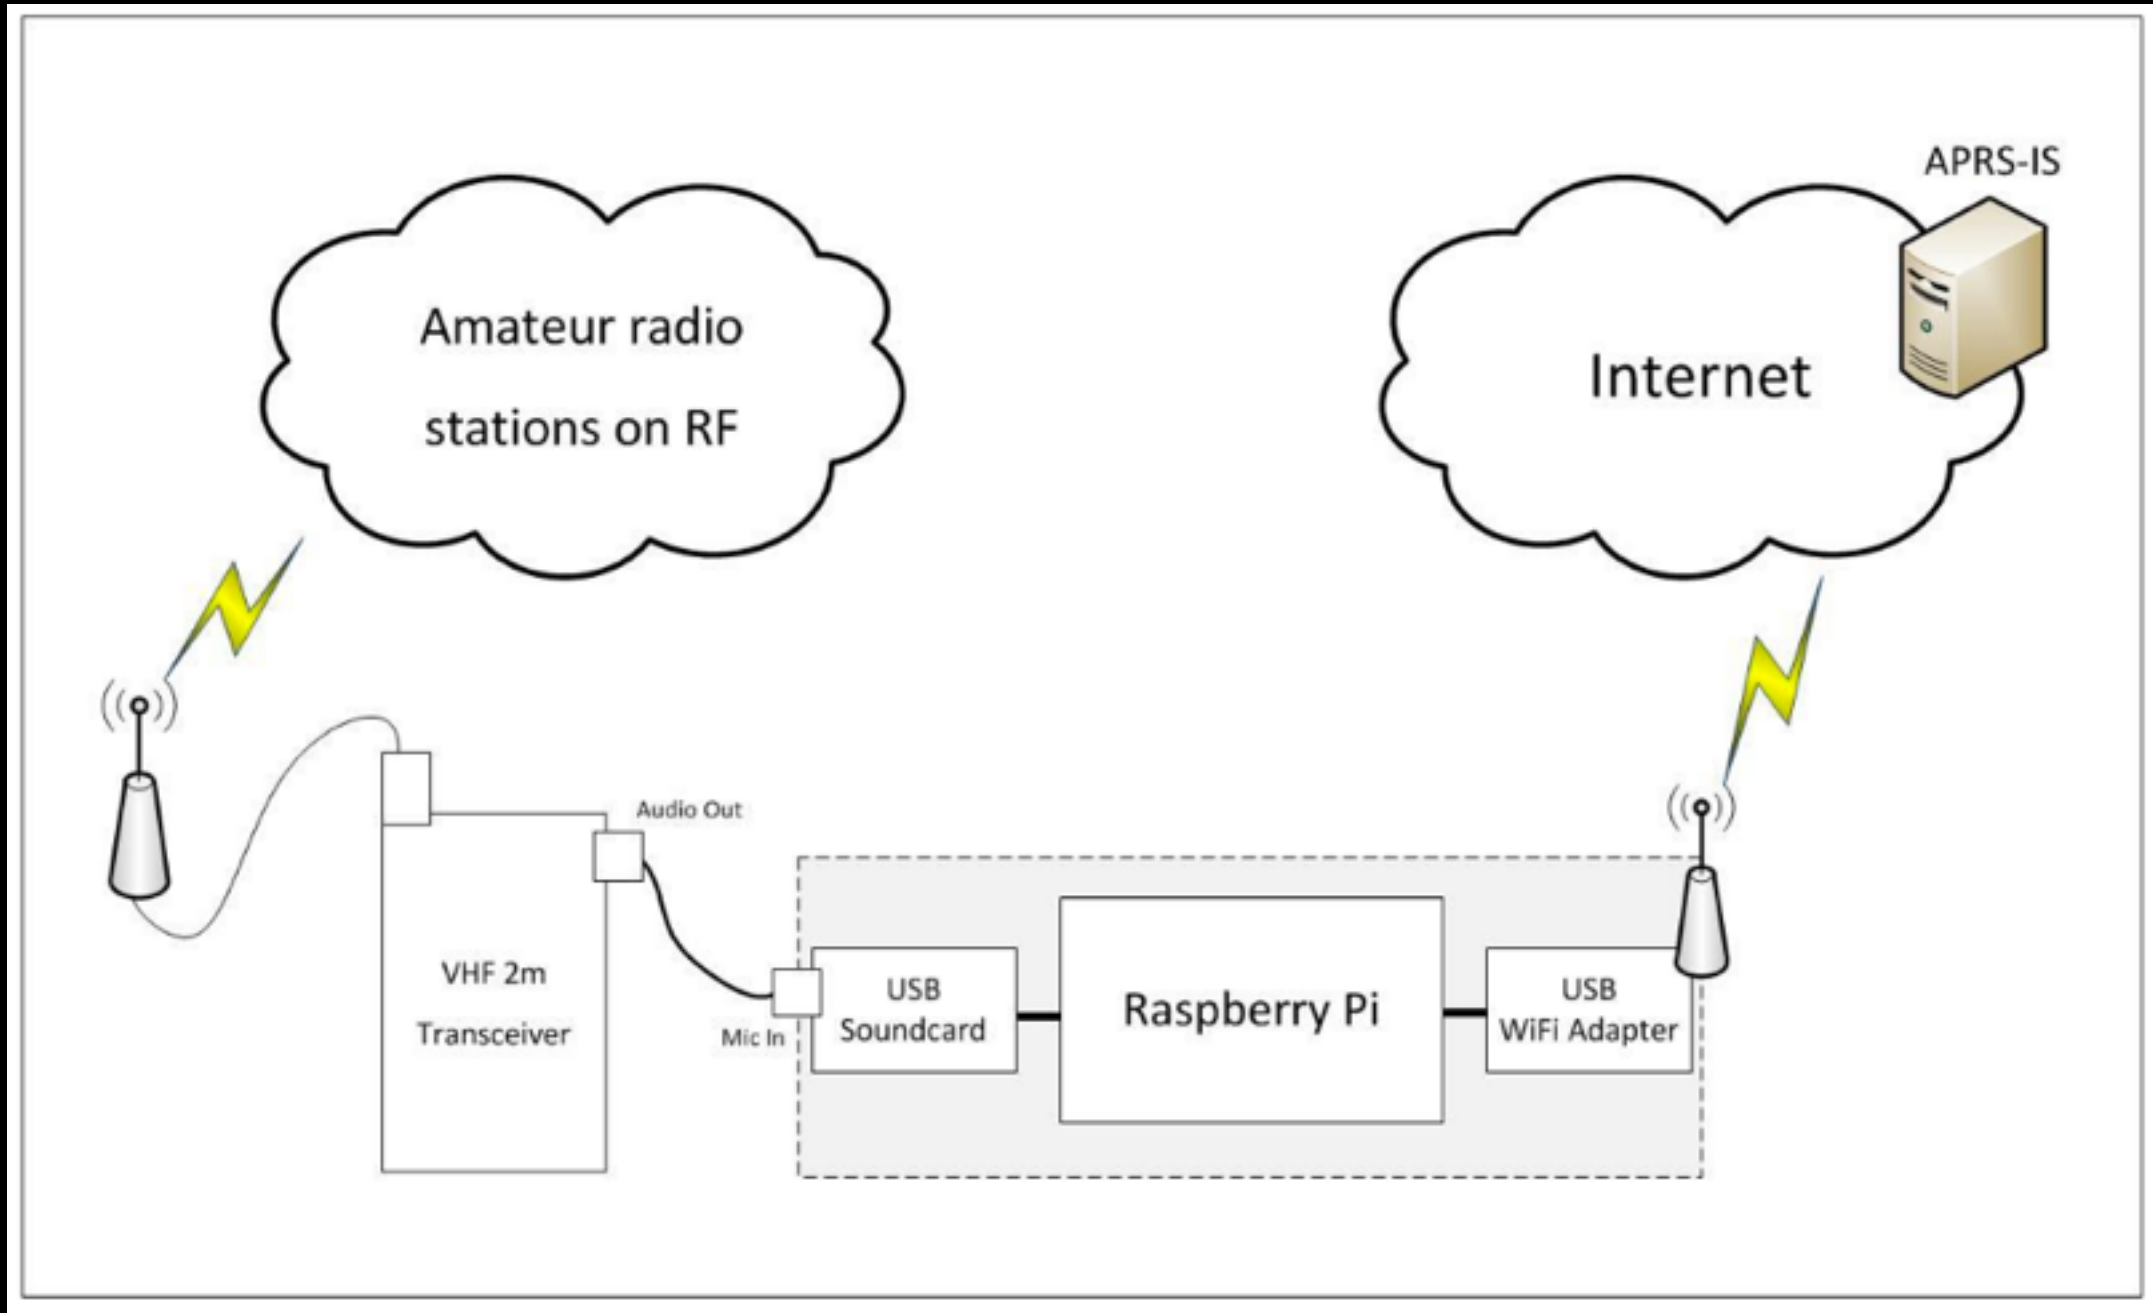 APRS-IS
Amateur radio
stations on RF
Internet
Audio Out
VHF 2m
Transceiver
Mic In
USB
Soundcard
Raspberry Pi
USB
WiFi Adapter